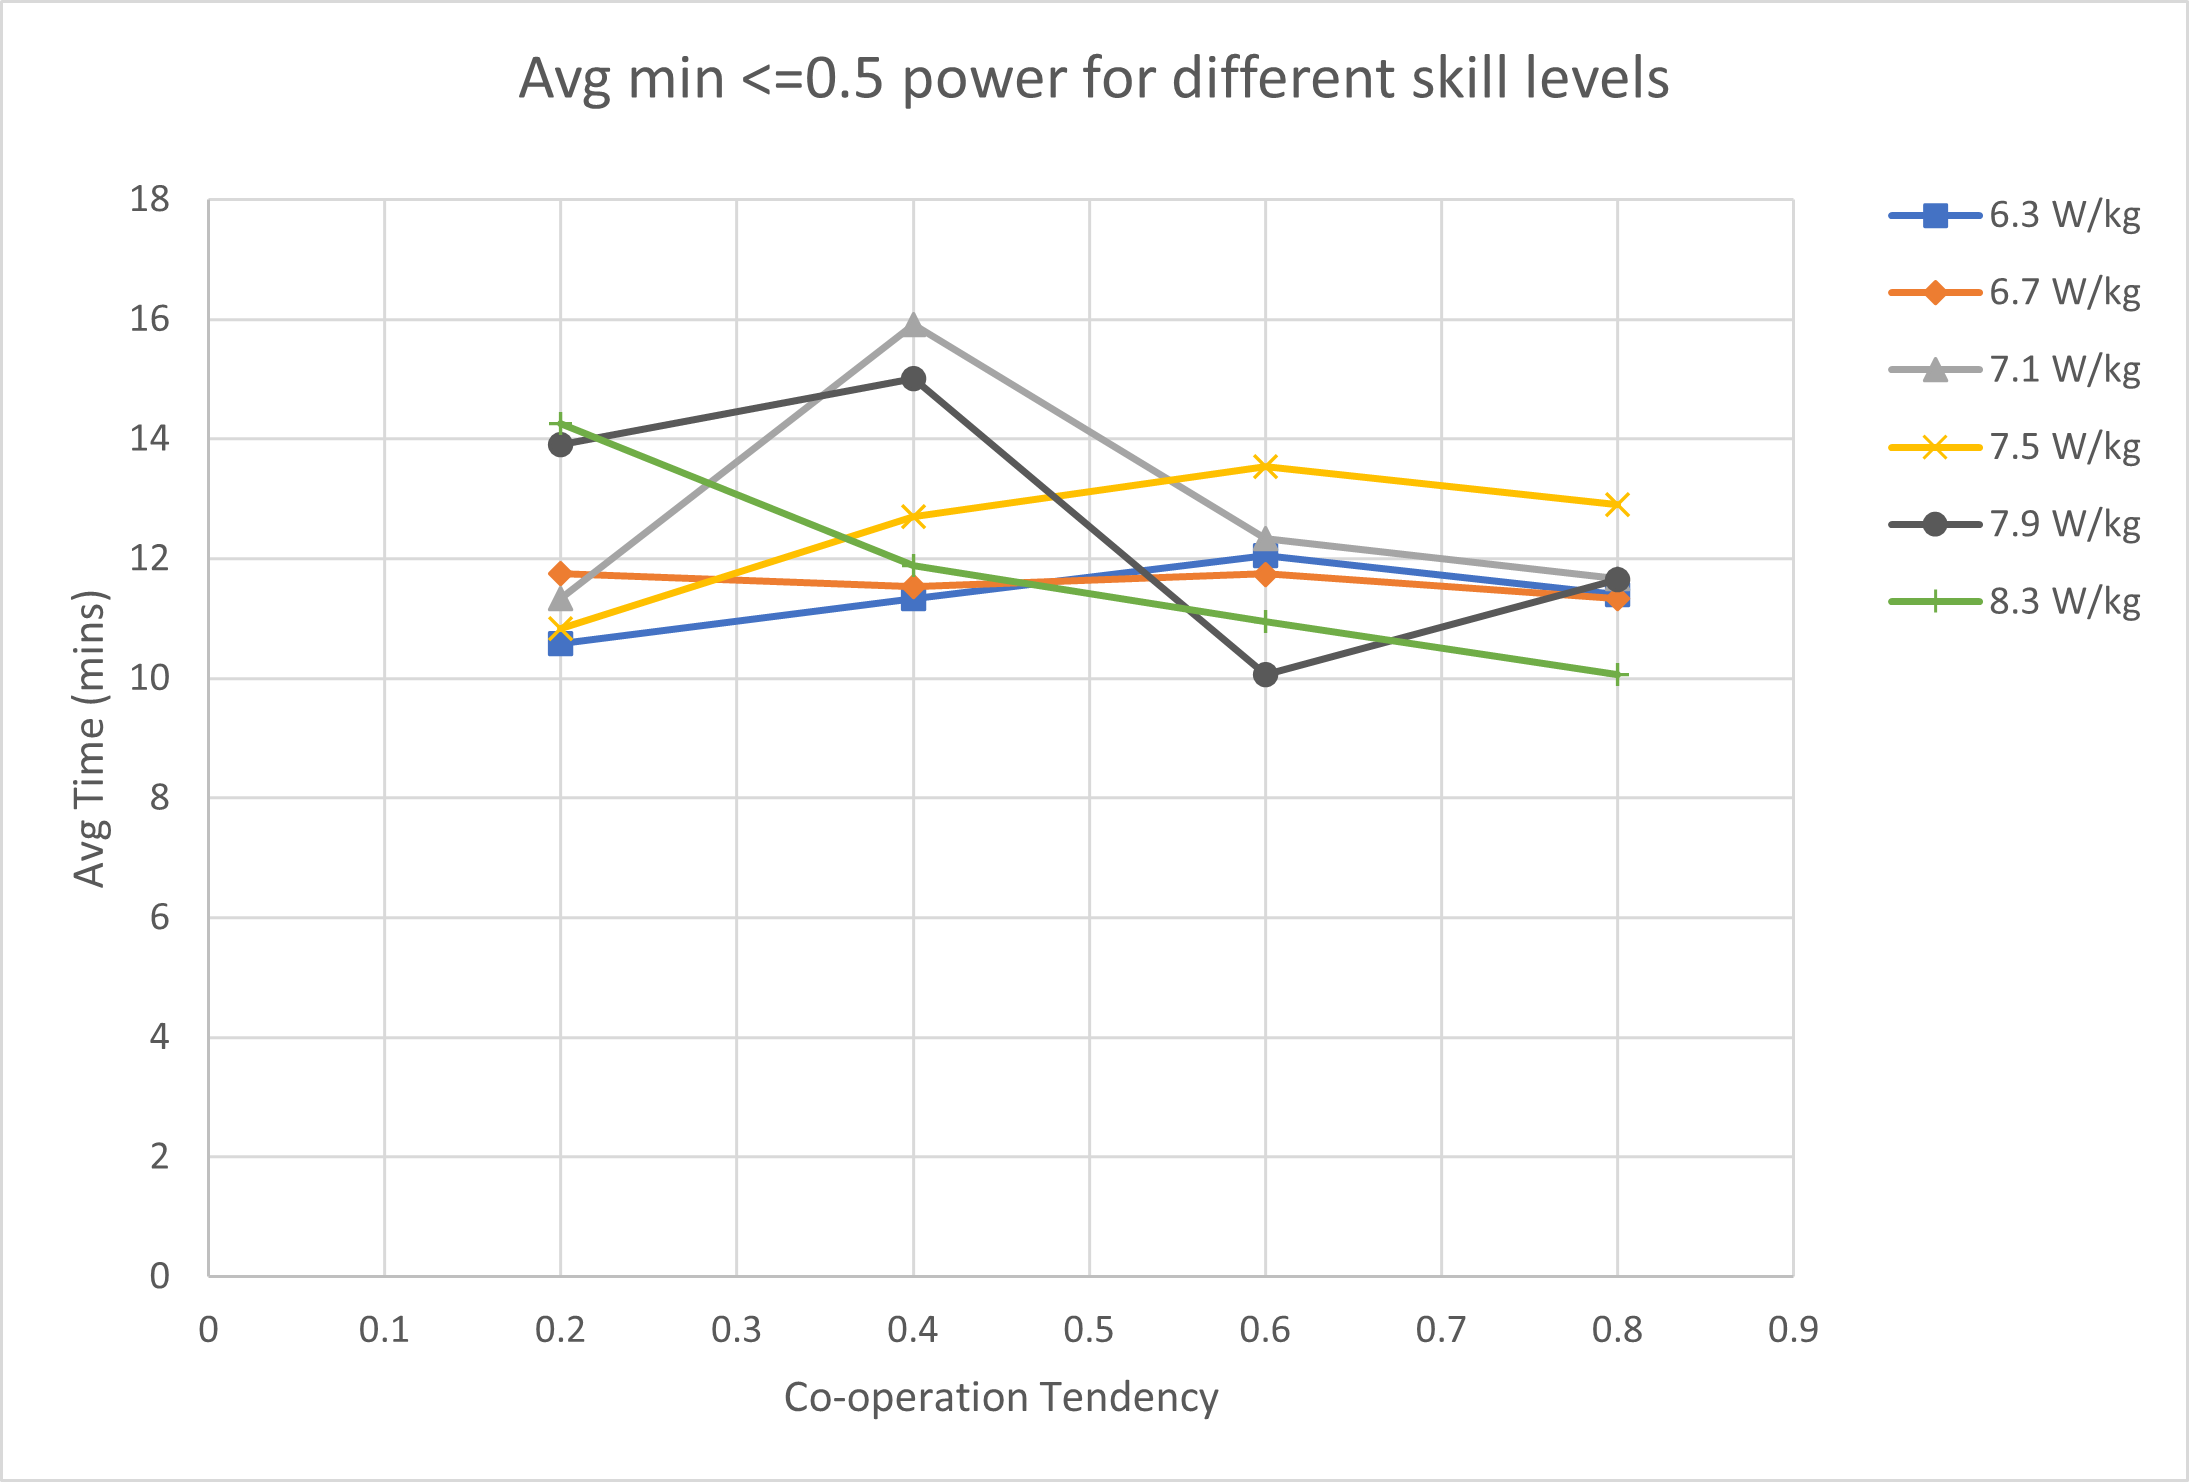 Avg min <=0.5 power for different skill levels
18
16
14
12
10
8
6
4
2
0
Avg Time (mins)
0 0.1 0.2 0.3 0.4 0.5 0.6 0.7 0.8 0.9
Co-operation Tendency
6.3 W/kg
6.7 W/kg
7.1 W/kg
7.5 W/kg
7.9 W/kg
8.3 W/kg